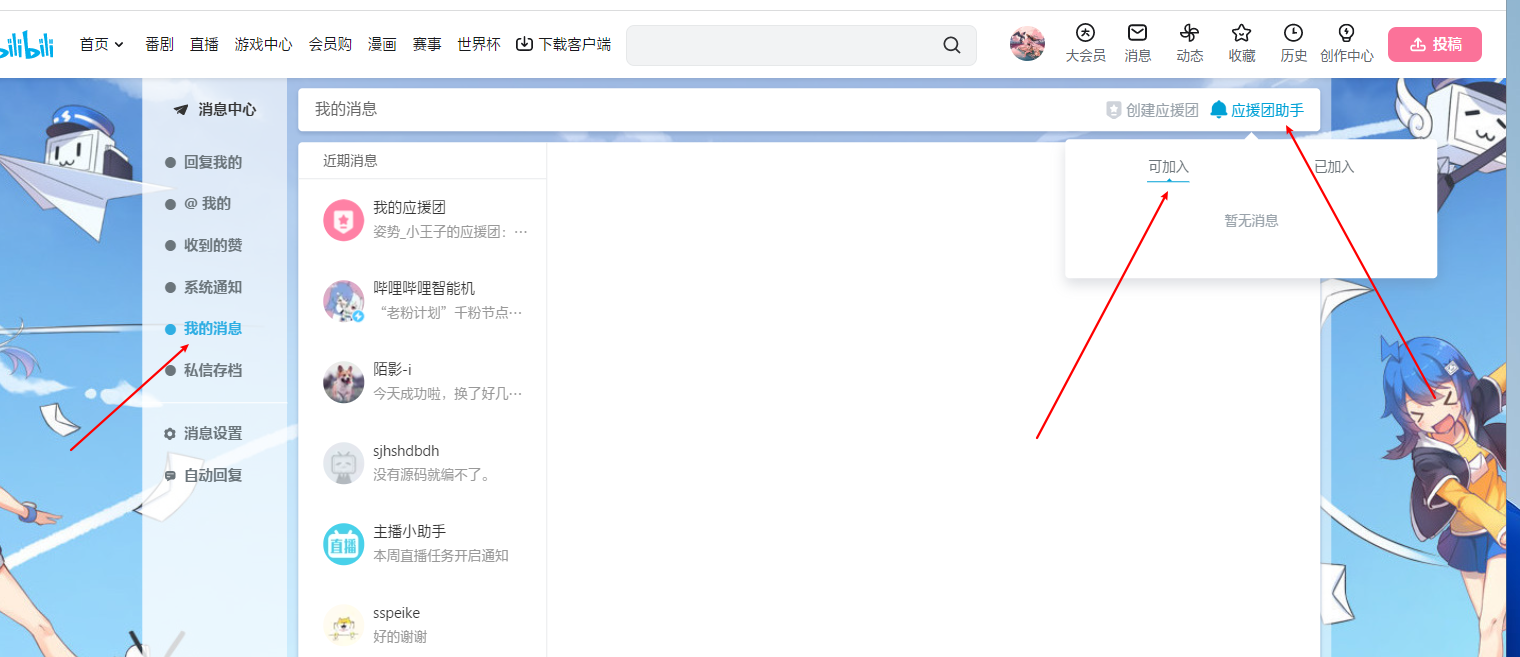 bilibili
首页 番剧 直播 游戏中心 会员购 漫画 赛事 世界杯 下载客户端
大会员 消息 动态 收藏 历史 创作中心 投稿
消息中心
回复我的
@ 我的
收到的赞
系统通知
我的消息
私信存档
消息设置
自动回复
我的消息
创建应援团 应援团助手
可加入 已加入
暂无消息
近期消息
我的应援团
姿势_小王子的应援团：…
哔哩哔哩智能机
“老粉计划”千粉节点…
陌影-i
今天成功啦，换了好几…
sjhshdbdh
没有源码就编不了。
直播
主播小助手
本周直播任务开启通知
sspeike
好的谢谢